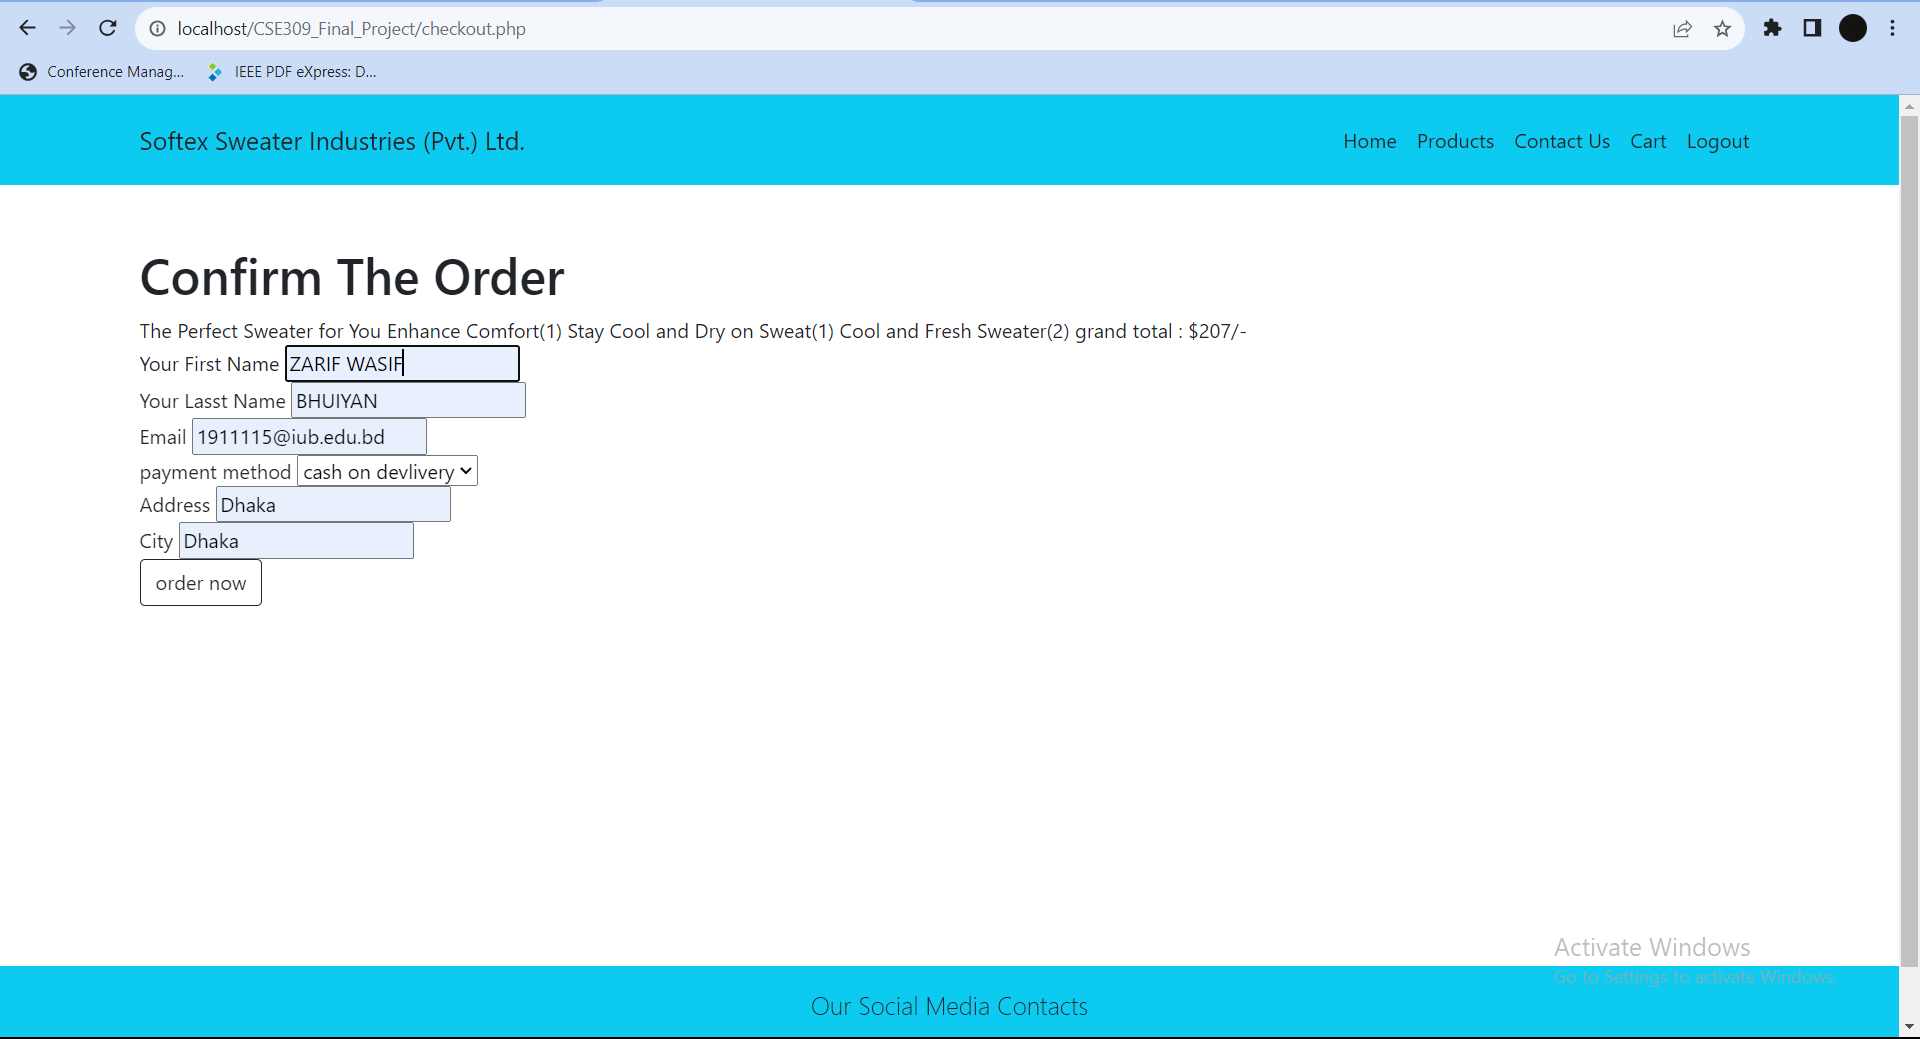 localhost/CSE309_Final_Project/checkout.php
Conference Manag... IEEE PDF eXpress: D...
Softex Sweater Industries (Pvt.) Ltd. Home Products Contact Us Cart Logout
Confirm The Order
The Perfect Sweater for You Enhance Comfort(1) Stay Cool and Dry on Sweat(1) Cool and Fresh Sweater(2) grand total : $207/-
Your First Name ZARIF WASIF
Your Lasst Name BHUIYAN
Email 1911115@iub.edu.bd
payment method cash on devlivery
Address Dhaka
City Dhaka
order now
Activate Windows
Go to Settings to activate Windows.
Our Social Media Contacts